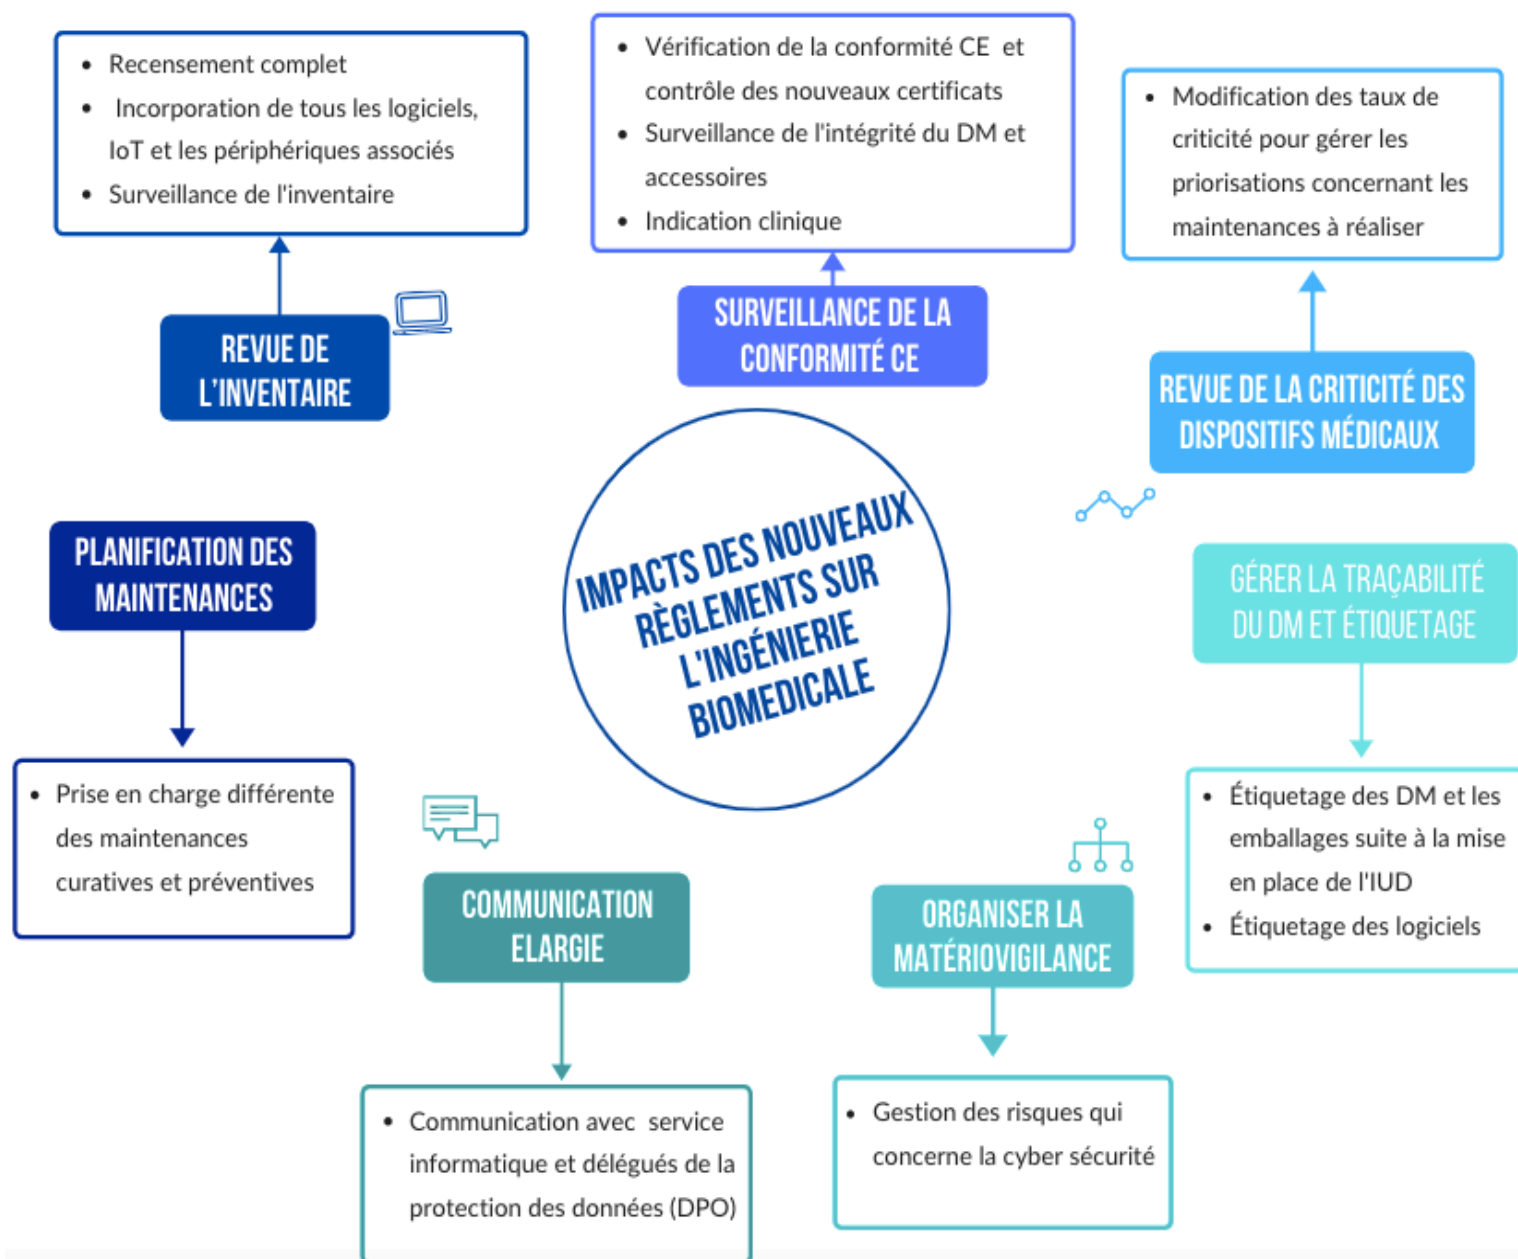 • Recensement complet
• Incorporation de tous les logiciels,
IoT et les périphériques associés
• Surveillance de l'inventaire
REVUE DE
L'INVENTAIRE
• Vérification de la conformité CE et
contrôle des nouveaux certificats
• Surveillance de l'intégrité du DM et
accessoires
• Indication clinique
SURVEILLANCE DE LA
CONFORMITÉ CE
• Modification des taux de
criticité pour gérer les
priorisations concernant les
maintenances à réaliser
REVUE DE LA CRITICITÉ DES
DISPOSITIFS MÉDICAUX
IMPACTS DES NOUVEAUX
RÈGLEMENTS SUR
L'INGÉNIERIE
BIOMEDICALE
PLANIFICATION DES
MAINTENANCES
• Prise en charge différente
des maintenances
curatives et préventives
GÉRER LA TRAÇABILITÉ
DU DM ET ÉTIQUETAGE
• Étiquetage des DM et les
emballages suite à la mise
en place de l'IUD
• Étiquetage des logiciels
COMMUNICATION
ELARGIE
• Communication avec service
informatique et délégués de la
protection des données (DPO)
ORGANISER LA
MATÉRIOVIGILANCE
• Gestion des risques qui
concerne la cyber sécurité